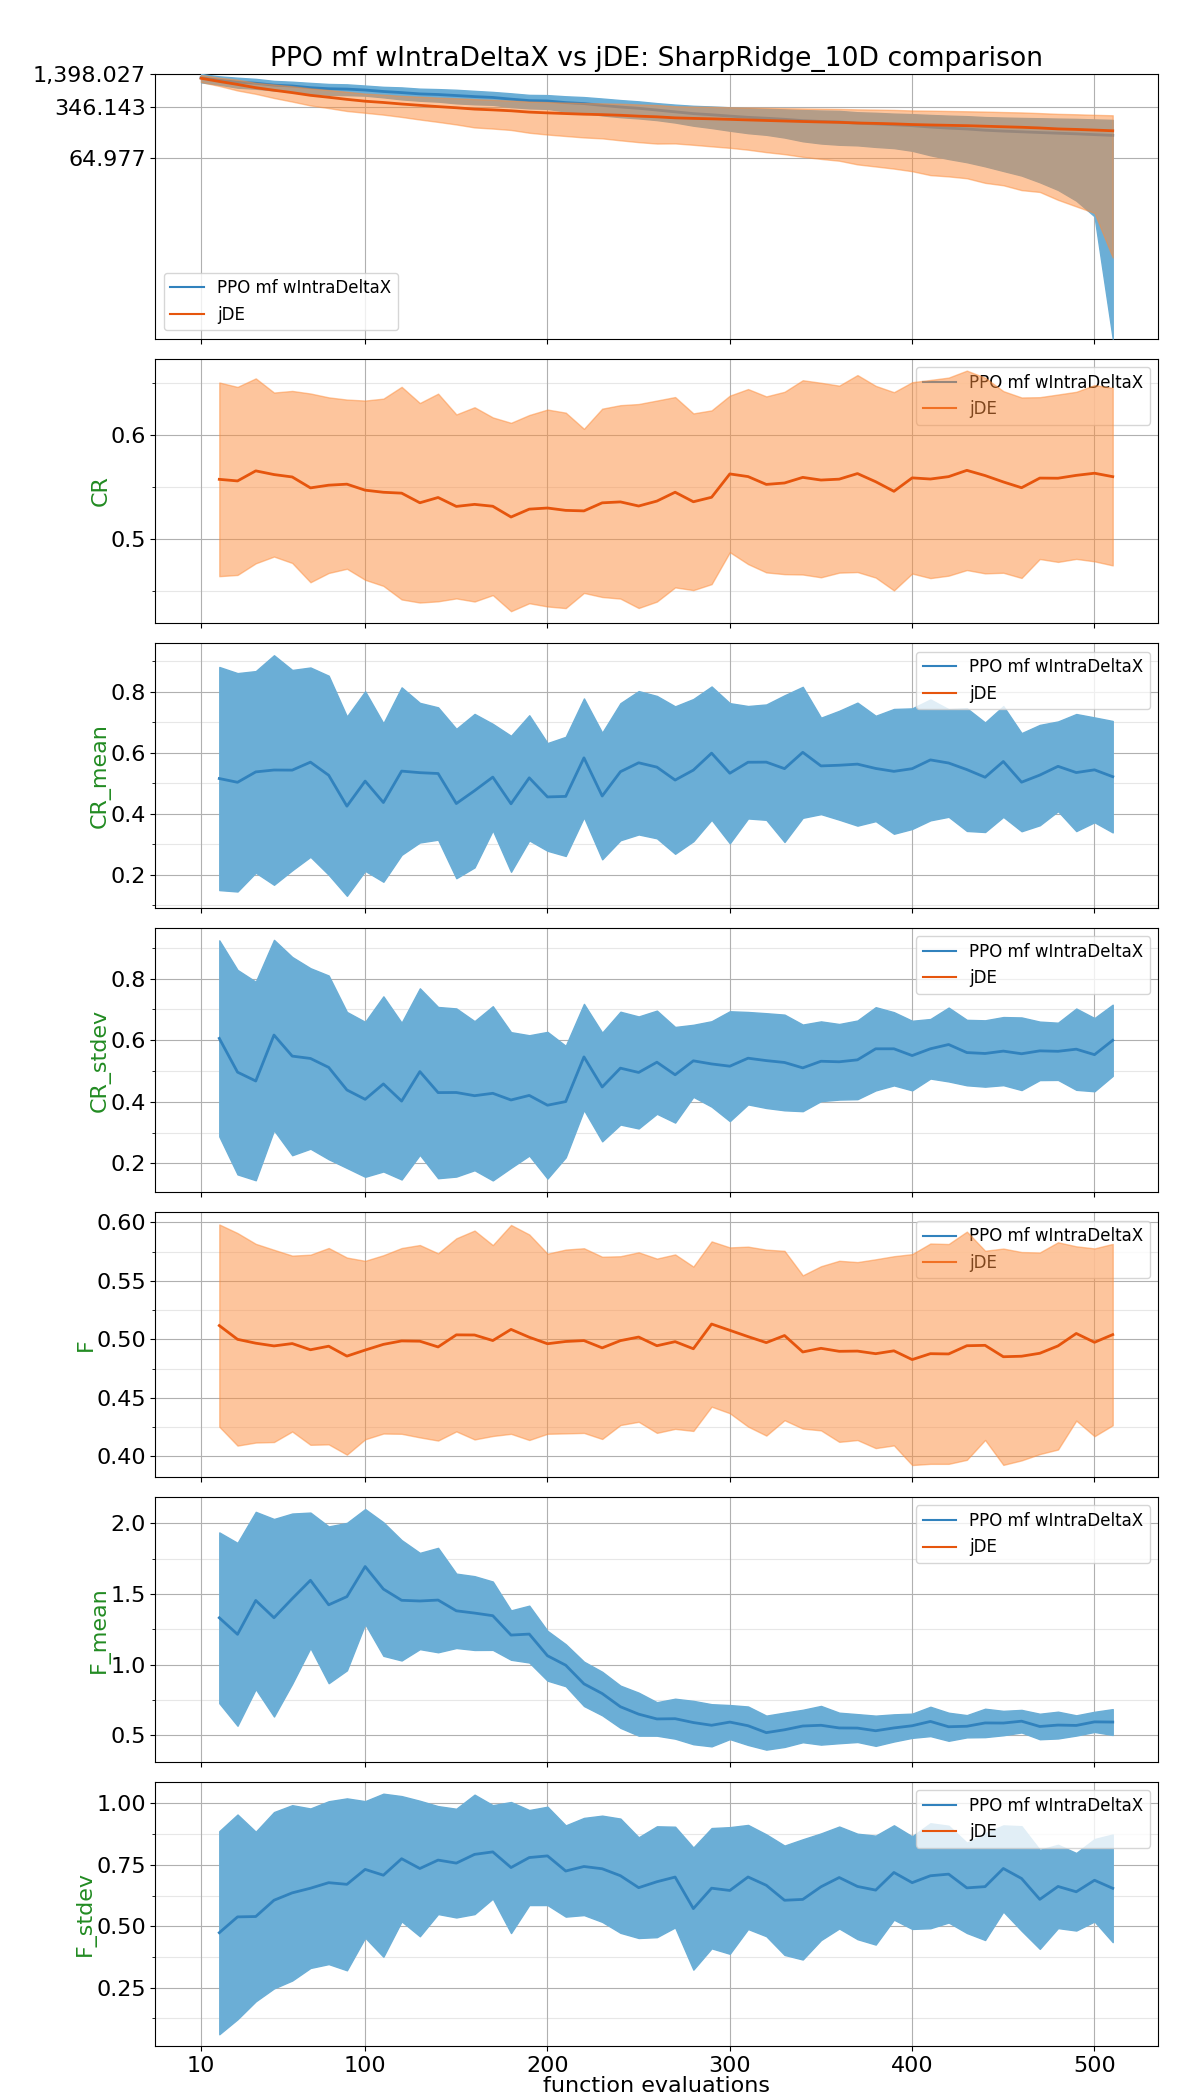 PPO mf wIntraDeltaX vs jDE: SharpRidge_10D comparison
1,398.027
346.143
64.977
PPO mf wIntraDeltaX
jDE
CR
0.6
0.5
PPO mf wIntraDeltaX
jDE
CR_mean
0.8
0.6
0.4
0.2
PPO mf wIntraDeltaX
jDE
CR_stdev
0.8
0.6
0.4
0.2
PPO mf wIntraDeltaX
jDE
F
0.60
0.55
0.50
0.45
0.40
PPO mf wIntraDeltaX
jDE
F_mean
2.0
1.5
1.0
0.5
PPO mf wIntraDeltaX
jDE
F_stdev
1.00
0.75
0.50
0.25
PPO mf wIntraDeltaX
jDE
10 100 200 300 400 500
function evaluations